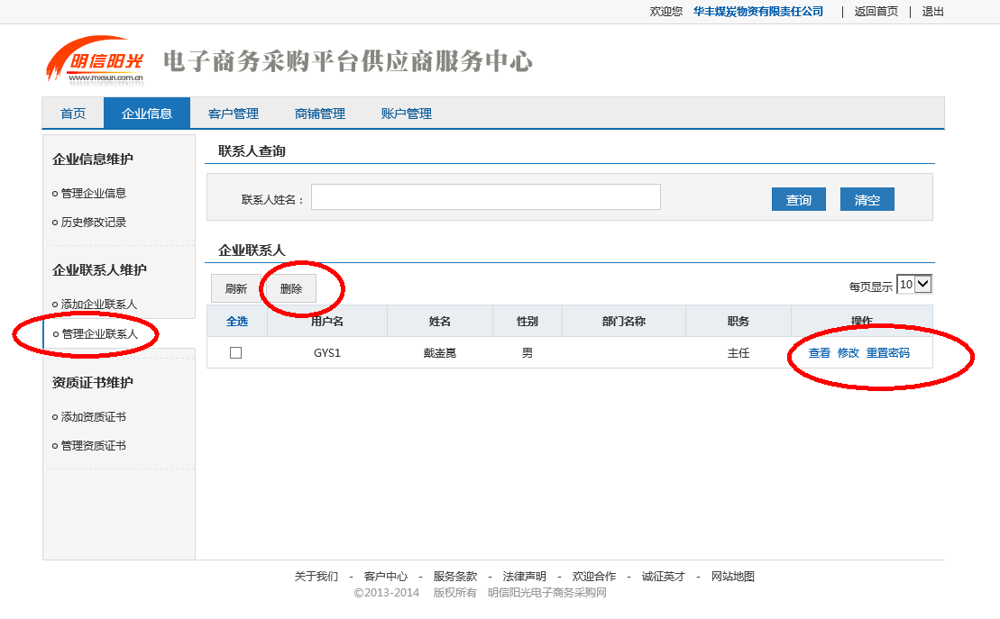 欢迎您 华丰煤炭物资有限责任公司 | 返回首页 | 退出
明信阳光
www.mxsun.com.cn
电子商务采购平台供应商服务中心
首页 企业信息 客户管理 商铺管理 账户管理
企业信息维护
管理企业信息
历史修改记录
企业联系人维护
添加企业联系人
管理企业联系人
资质证书维护
添加资质证书
管理资质证书
联系人查询
联系人姓名： 查询 清空
企业联系人
刷新 删除 每页显示 10
全选 用户名 姓名 性别 部门名称 职务 操作
GYS1 戴崟崑 男 主任 查看 修改 重置密码
关于我们 - 客户中心 - 服务条款 - 法律声明 - 欢迎合作 - 诚征英才 - 网站地图
©2013-2014 版权所有 明信阳光电子商务采购网